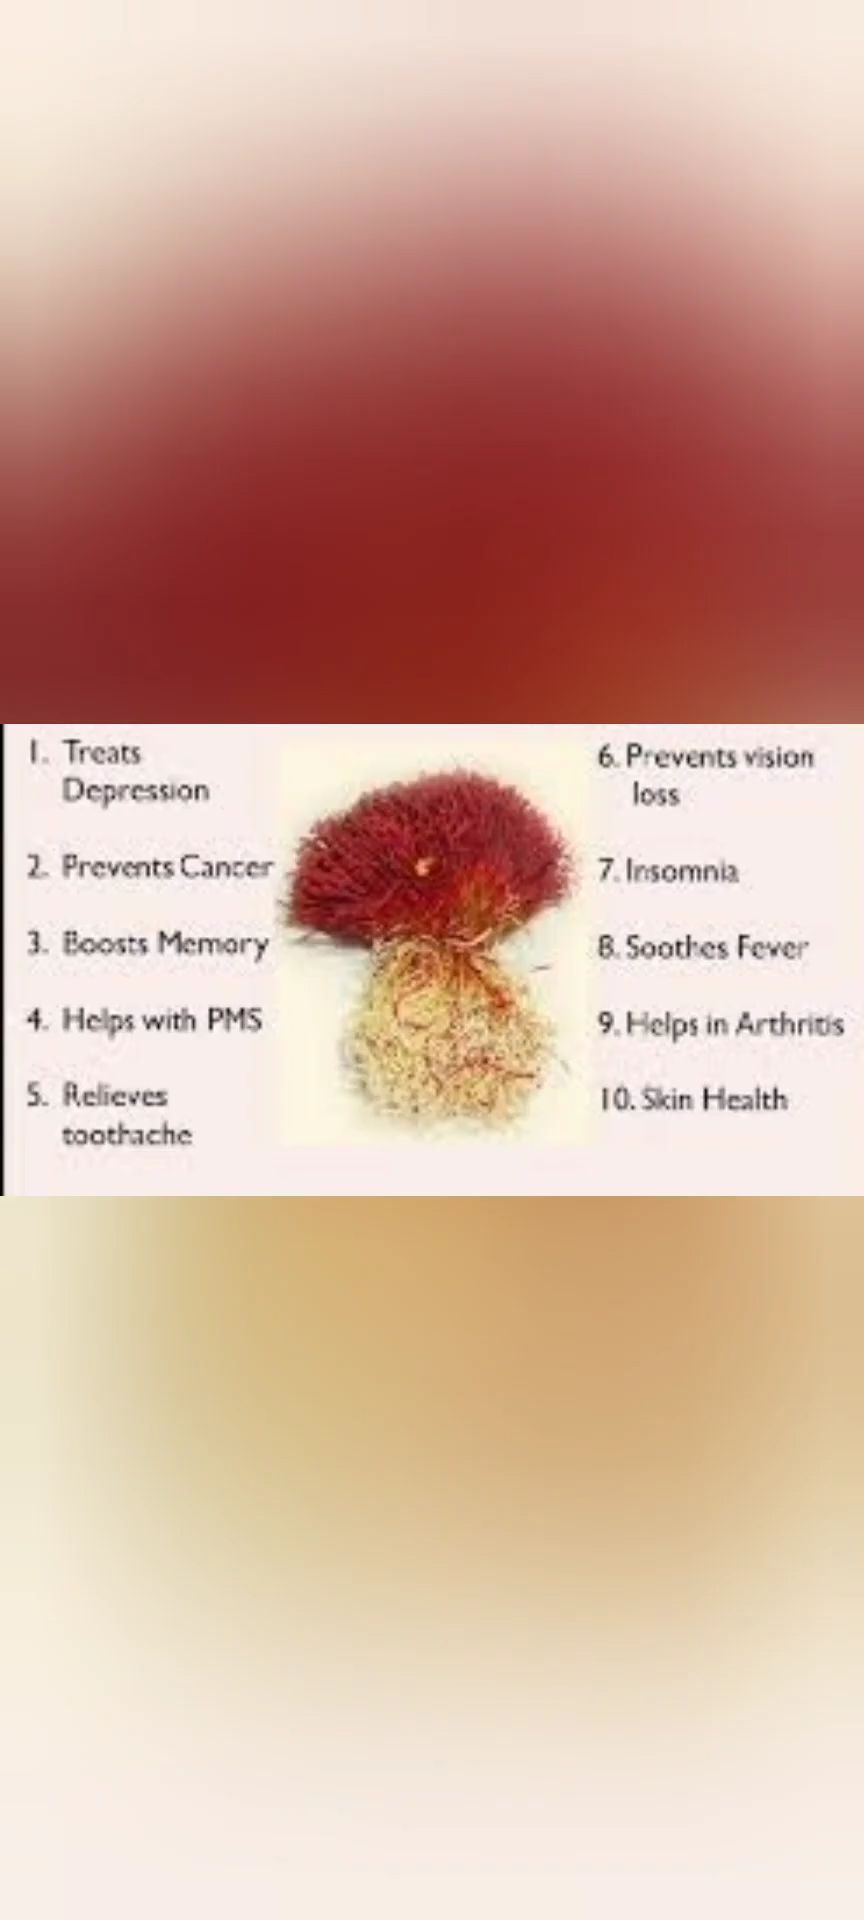 1. Treats
Depression
2. Prevents Cancer
3. Boosts Memory
4. Helps with PMS
5. Relieves
toothache
6. Prevents vision
loss
7. Insomnia
8. Soothes Fever
9. Helps in Arthritis
10. Skin Health